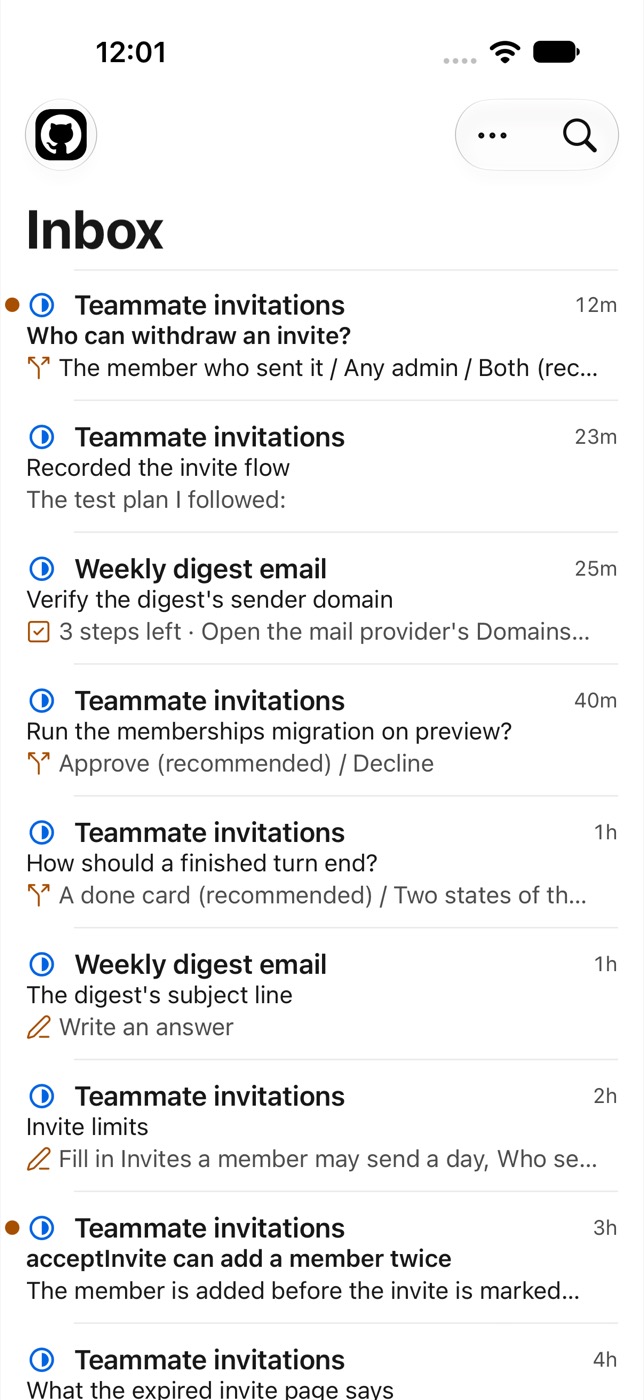 12:01
Inbox
Teammate invitations 12m
Who can withdraw an invite?
The member who sent it / Any admin / Both (rec...
Teammate invitations 23m
Recorded the invite flow
The test plan I followed:
Weekly digest email 25m
Verify the digest's sender domain
3 steps left · Open the mail provider's Domains...
Teammate invitations 40m
Run the memberships migration on preview?
Approve (recommended) / Decline
Teammate invitations 1h
How should a finished turn end?
A done card (recommended) / Two states of th...
Weekly digest email 1h
The digest's subject line
Write an answer
Teammate invitations 2h
Invite limits
Fill in Invites a member may send a day, Who se...
Teammate invitations 3h
acceptInvite can add a member twice
The member is added before the invite is marked...
Teammate invitations 4h
What the expired invite page says